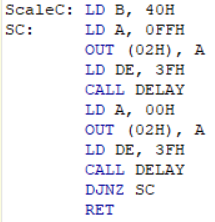 ScaleC: LD B, 40H
SC: LD A, 0FFH
OUT (02H), A
LD DE, 3FH
CALL DELAY
LD A, 00H
OUT (02H), A
LD DE, 3FH
CALL DELAY
DJNZ SC
RET